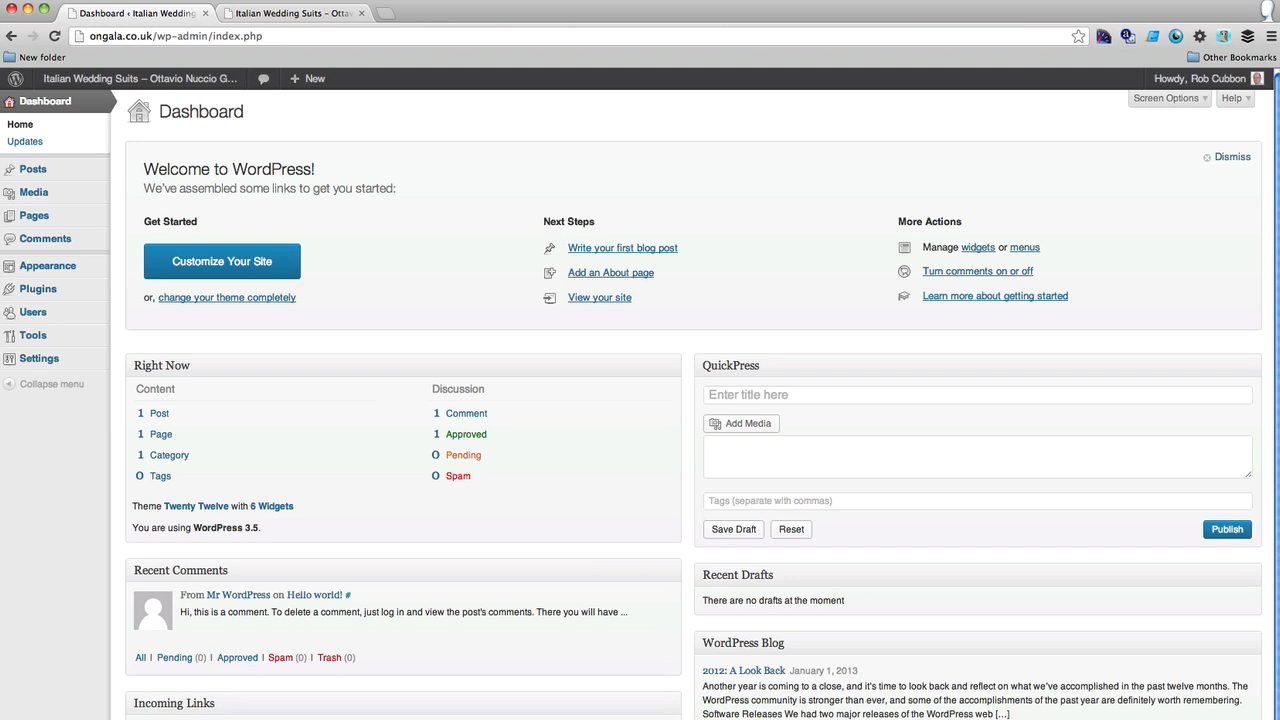 Dashboard ‹ Italian Wedding
Italian Wedding Suits – Ottav
ongala.co.uk/wp-admin/index.php
New folder
Other Bookmarks
Italian Wedding Suits – Ottavio Nuccio G...
New
Howdy, Rob Cubbon
Dashboard
Home
Updates
Posts
Media
Pages
Comments
Appearance
Plugins
Users
Tools
Settings
Collapse menu
Screen Options
Help
Dashboard
Dismiss
Welcome to WordPress!
We've assembled some links to get you started:
Get Started
Customize Your Site
or, change your theme completely
Next Steps
Write your first blog post
Add an About page
View your site
More Actions
Manage widgets or menus
Turn comments on or off
Learn more about getting started
Right Now
Content
1 Post
1 Page
1 Category
0 Tags
Discussion
1 Comment
1 Approved
0 Pending
0 Spam
Theme Twenty Twelve with 6 Widgets
You are using WordPress 3.5.
Recent Comments
From Mr WordPress on Hello world! #
Hi, this is a comment. To delete a comment, just log in and view the post's comments. There you will have ...
All | Pending (0) | Approved | Spam (0) | Trash (0)
Incoming Links
QuickPress
Enter title here
Add Media
Tags (separate with commas)
Save Draft
Reset
Publish
Recent Drafts
There are no drafts at the moment
WordPress Blog
2012: A Look Back January 1, 2013
Another year is coming to a close, and it's time to look back and reflect on what we've accomplished in the past twelve months. The
WordPress community is stronger than ever, and some of the accomplishments of the past year are definitely worth remembering.
Software Releases We had two major releases of the WordPress web [...]